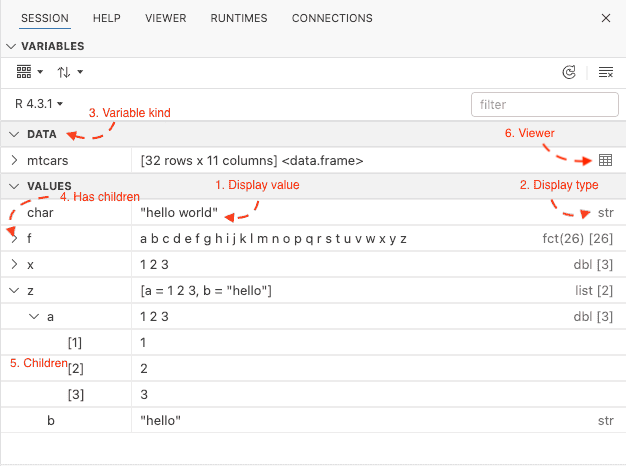 SESSION HELP VIEWER RUNTIMES CONNECTIONS
VARIABLES
R 4.3.1 filter
3. Variable kind
DATA
6. Viewer
mtcars [32 rows x 11 columns] <data.frame>
VALUES
1. Display value 2. Display type
4. Has children
char "hello world" str
f a b c d e f g h i j k l m n o p q r s t u v w x y z fct(26) [26]
x 1 2 3 dbl [3]
z [a = 1 2 3, b = "hello"] list [2]
a 1 2 3 dbl [3]
[1] 1
5. Children
[2] 2
[3] 3
b "hello" str